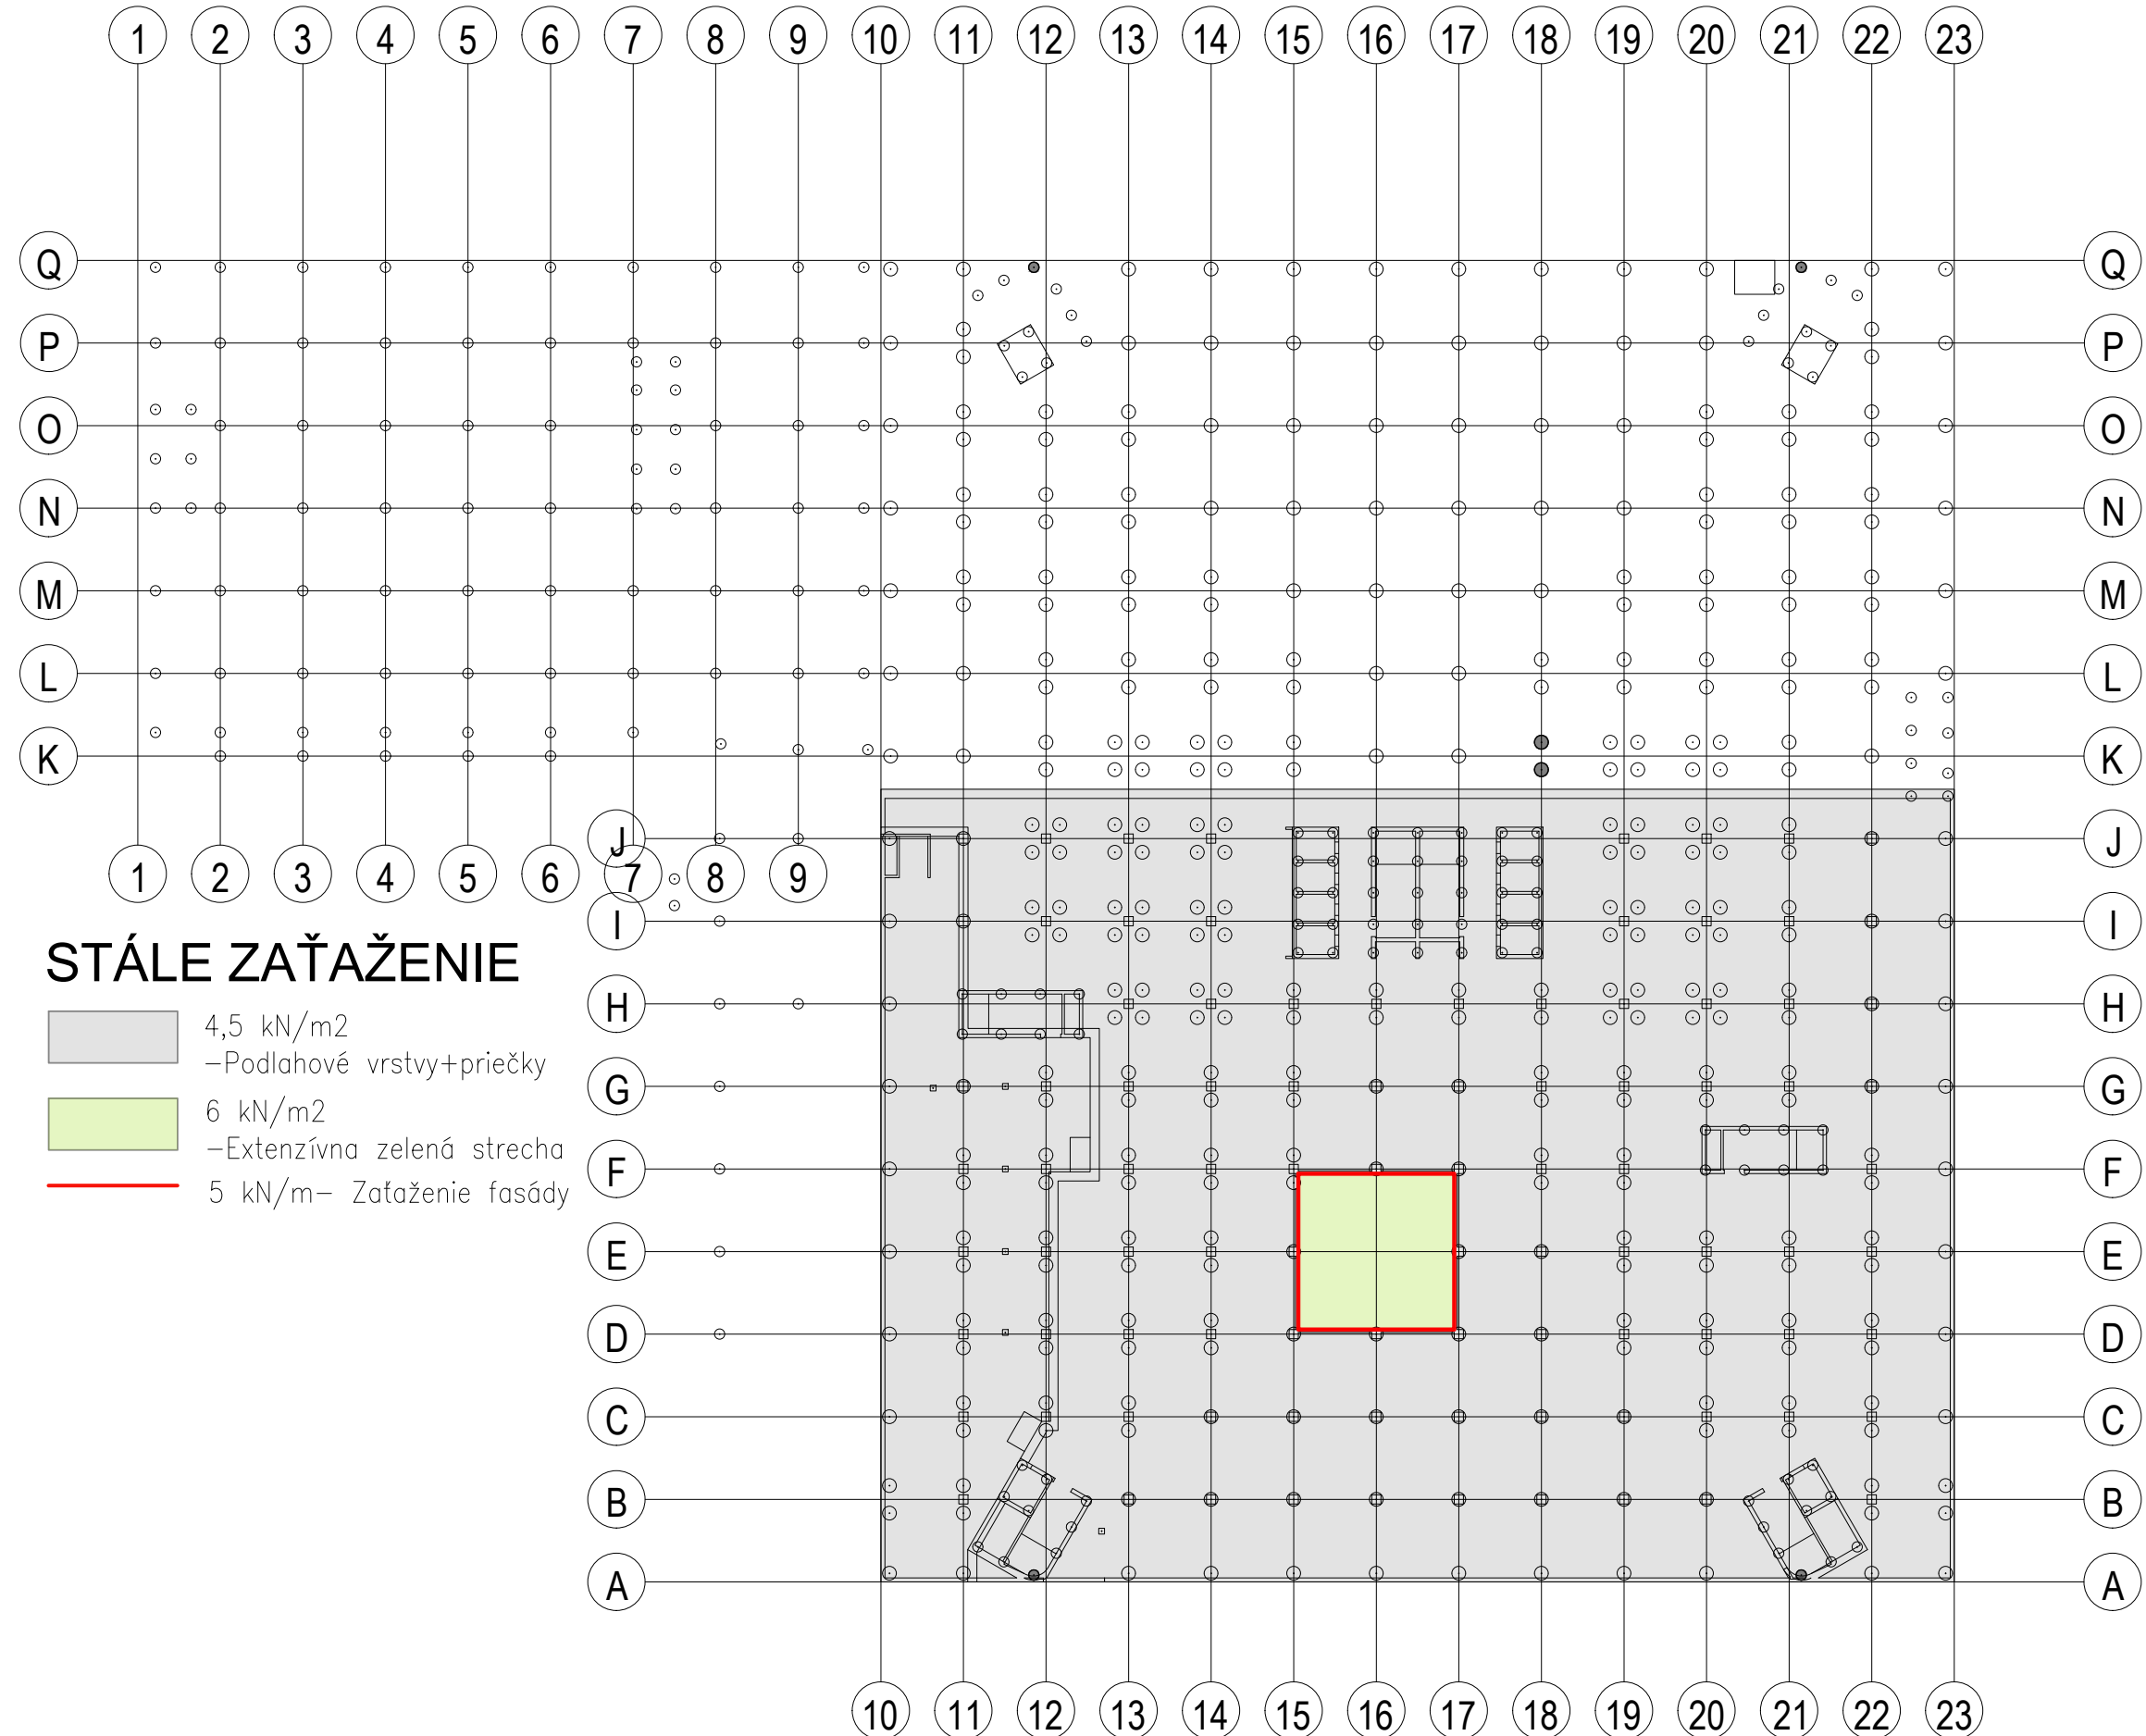 1 2 3 4 5 6 7 8 9 10 11 12 13 14 15 16 17 18 19 20 21 22 23
Q Q
P P
O O
N N
M M
L L
K K
J J
1 2 3 4 5 6 7 8 9
I I
STÁLE ZAŤAŽENIE
H H
4,5 kN/m2
-Podlahové vrstvy+priečky
G G
6 kN/m2
-Extenzívna zelená strecha
F F
5 kN/m- Zaťaženie fasády
E E
D D
C C
B B
A A
10 11 12 13 14 15 16 17 18 19 20 21 22 23